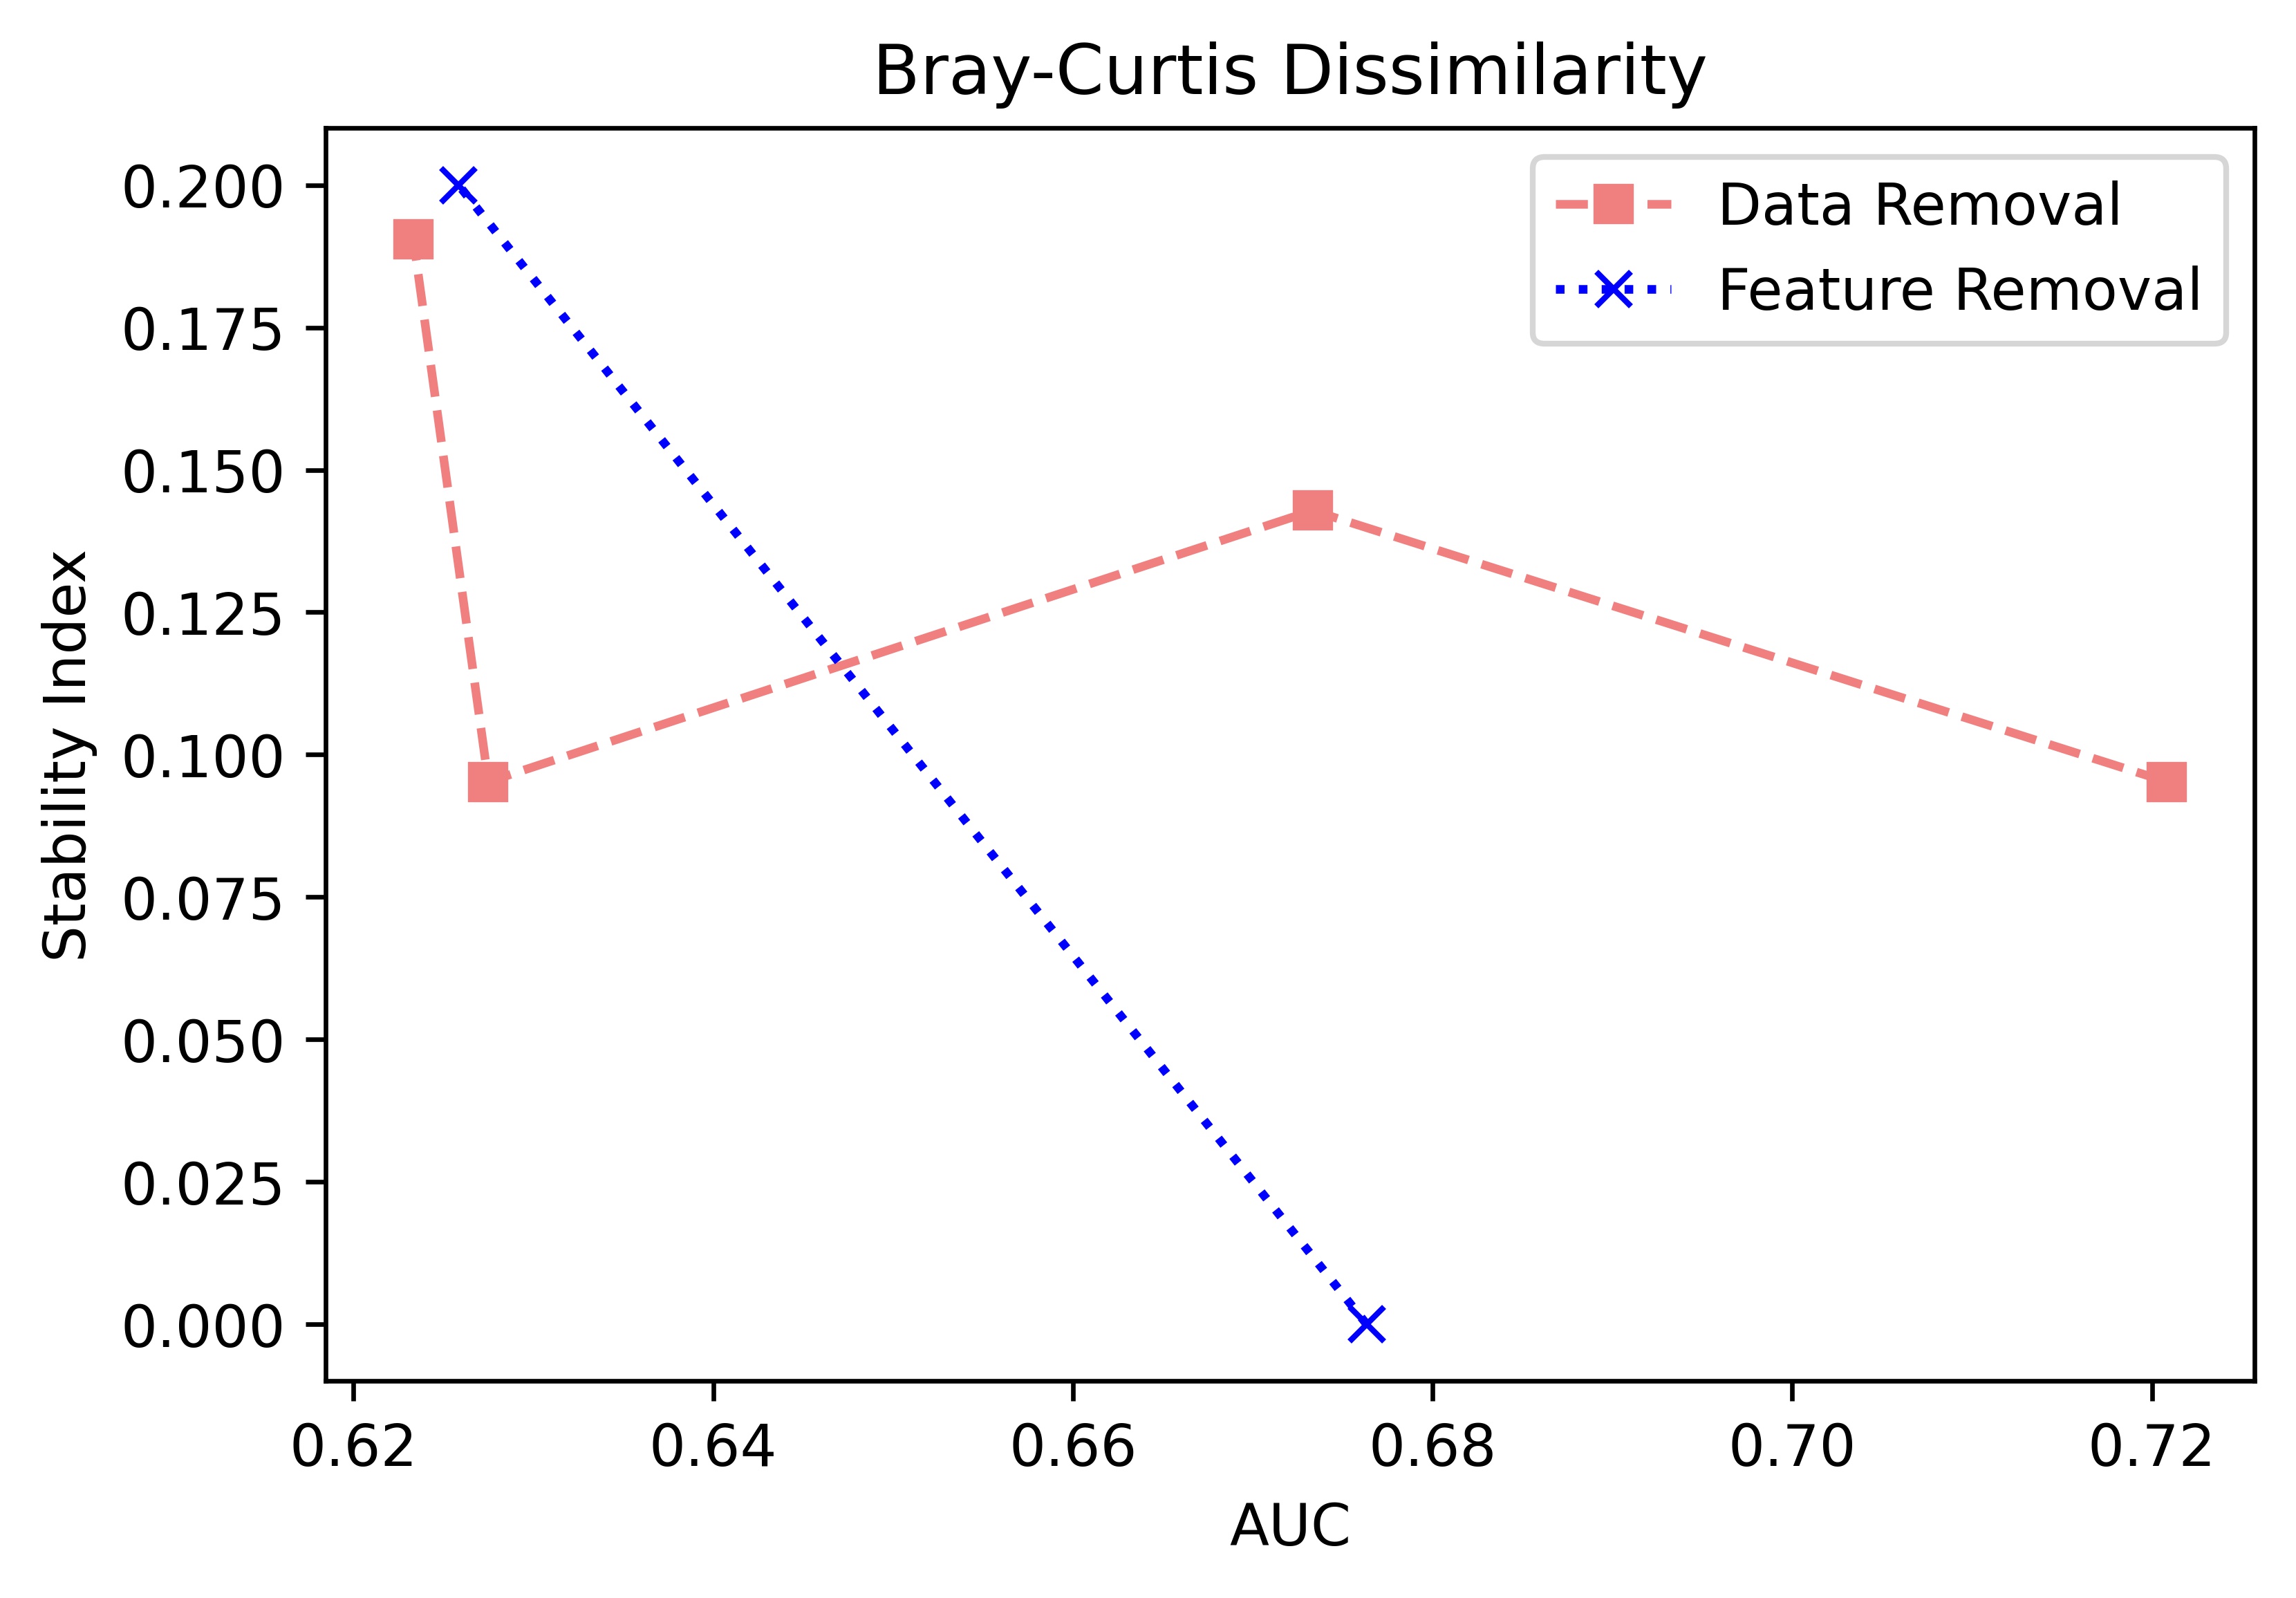 Bray-Curtis Dissimilarity
Data Removal
Feature Removal
Stability Index
0.200
0.175
0.150
0.125
0.100
0.075
0.050
0.025
0.000
0.62 0.64 0.66 0.68 0.70 0.72
AUC